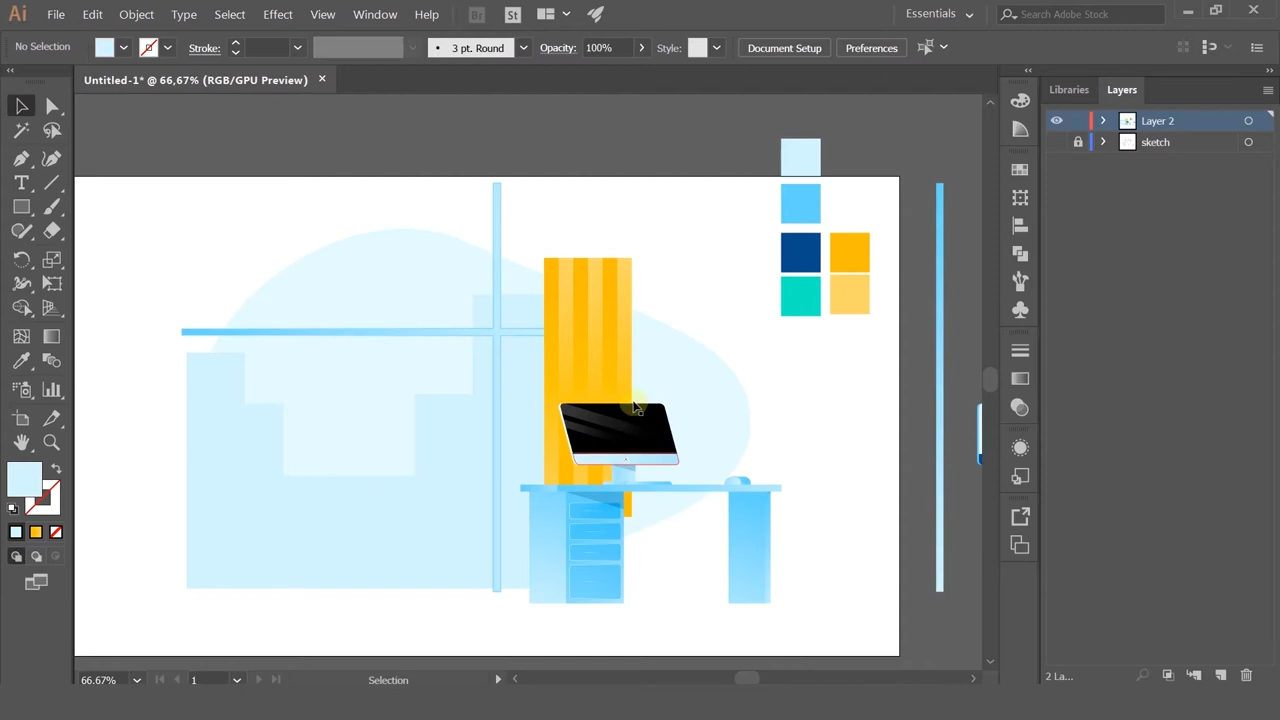 Ai File Edit Object Type Select Effect View Window Help Br St Essentials Search Adobe Stock
No Selection Stroke: 3 pt. Round Opacity: 100% Style: Document Setup Preferences
Untitled-1* @ 66,67% (RGB/GPU Preview)
Libraries Layers
Layer 2
sketch
66.67% 1 Selection 2 La...